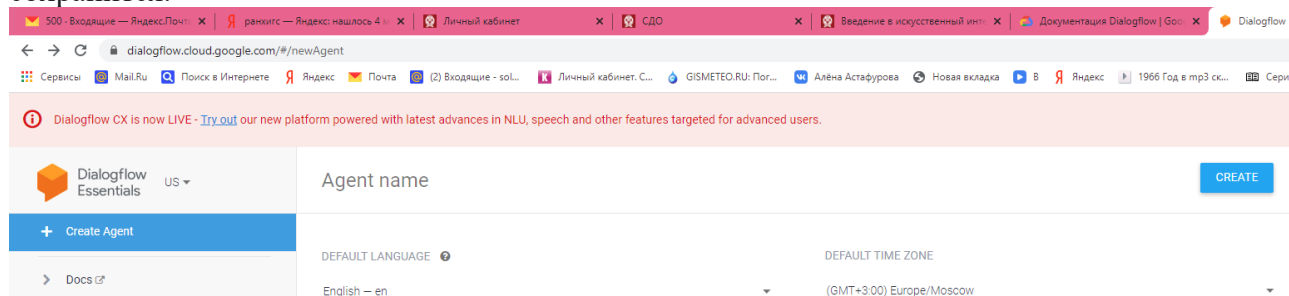 500 · Входящие — Яндекс.Почт
ранхигс — Яндекс: нашлось 4 м
Личный кабинет
СДО
Введение в искусственный инте
Документация Dialogflow | Goo
Dialogflow
dialogflow.cloud.google.com/#/newAgent
Сервисы Mail.Ru Поиск в Интернете Яндекс Почта (2) Входящие - sol... Личный кабинет. С... GISMETEO.RU: Пог... Алёна Астафурова Новая вкладка В Яндекс 1966 Год в mp3 ск... Сери
Dialogflow CX is now LIVE - Try out our new platform powered with latest advances in NLU, speech and other features targeted for advanced users.
Dialogflow
Essentials
US
Agent name
CREATE
+ Create Agent
DEFAULT LANGUAGE
DEFAULT TIME ZONE
Docs
English — en
(GMT+3:00) Europe/Moscow